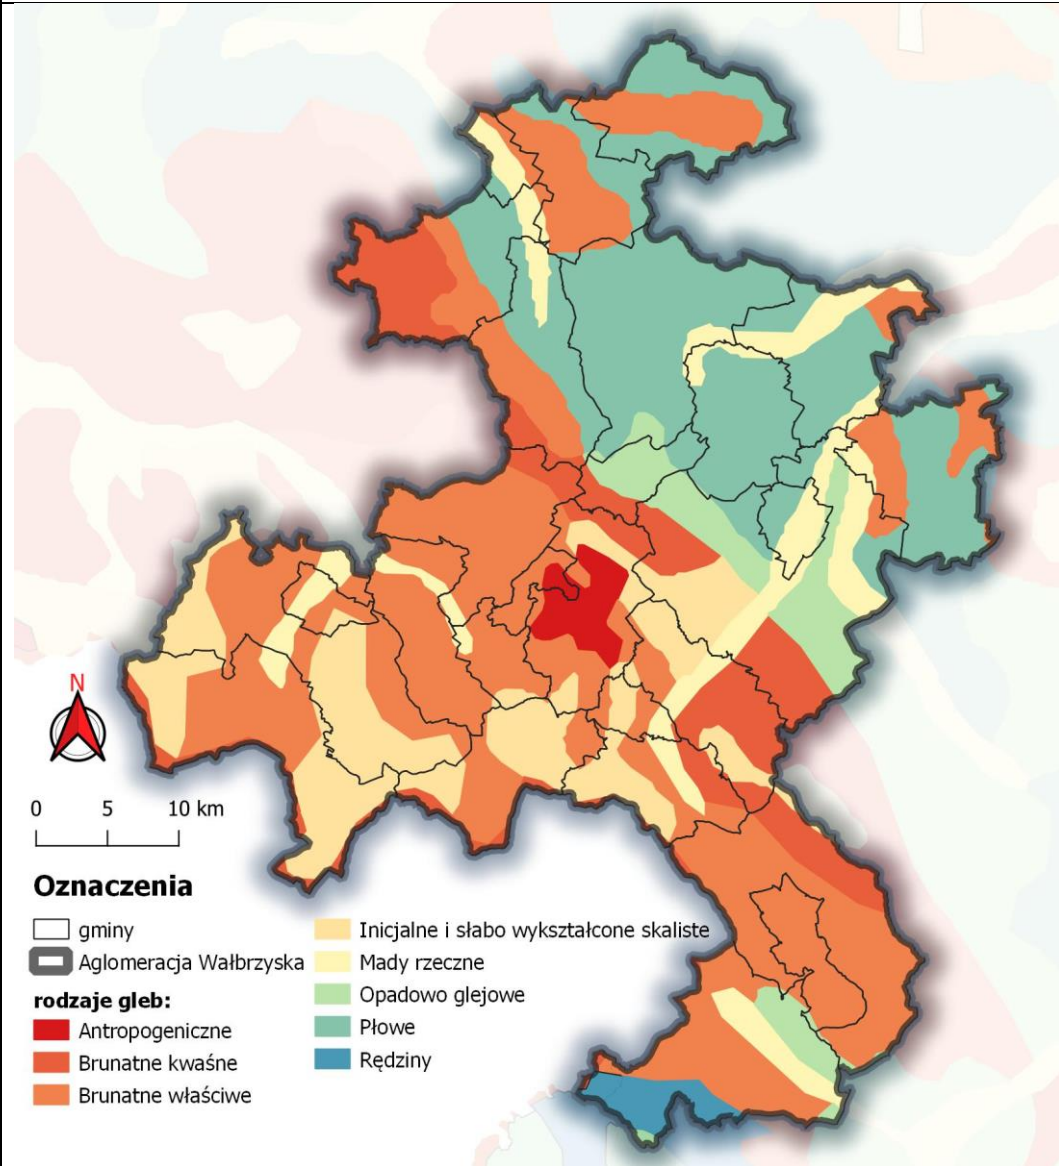 N
0 5 10 km
Oznaczenia
gminy
Aglomeracja Wałbrzyska
rodzaje gleb:
Antropogeniczne
Brunatne kwaśne
Brunatne właściwe
Inicjalne i słabo wykształcone skaliste
Mady rzeczne
Opadowo glejowe
Płowe
Rędziny